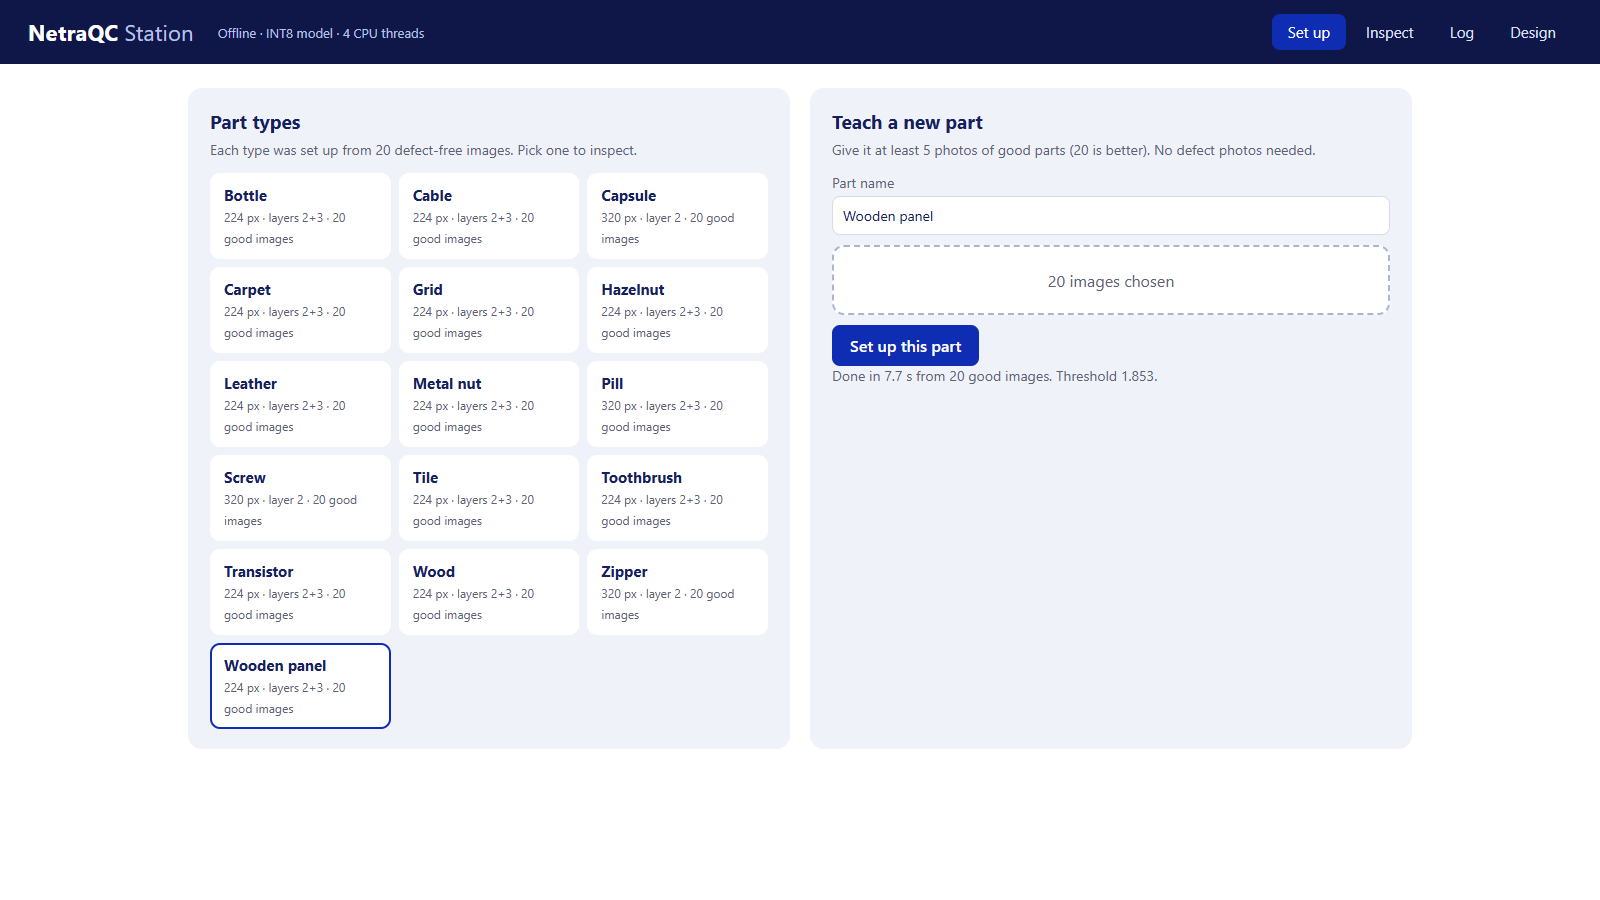 NetraQC Station
Offline · INT8 model · 4 CPU threads
Set up
Inspect
Log
Design
Part types
Each type was set up from 20 defect-free images. Pick one to inspect.
Bottle
224 px · layers 2+3 · 20
good images
Cable
224 px · layers 2+3 · 20
good images
Capsule
320 px · layer 2 · 20 good
images
Carpet
224 px · layers 2+3 · 20
good images
Grid
224 px · layers 2+3 · 20
good images
Hazelnut
224 px · layers 2+3 · 20
good images
Leather
224 px · layers 2+3 · 20
good images
Metal nut
224 px · layers 2+3 · 20
good images
Pill
320 px · layers 2+3 · 20
good images
Screw
320 px · layer 2 · 20 good
images
Tile
224 px · layers 2+3 · 20
good images
Toothbrush
224 px · layers 2+3 · 20
good images
Transistor
224 px · layers 2+3 · 20
good images
Wood
224 px · layers 2+3 · 20
good images
Zipper
320 px · layer 2 · 20 good
images
Wooden panel
224 px · layers 2+3 · 20
good images
Teach a new part
Give it at least 5 photos of good parts (20 is better). No defect photos needed.
Part name
Wooden panel
20 images chosen
Set up this part
Done in 7.7 s from 20 good images. Threshold 1.853.